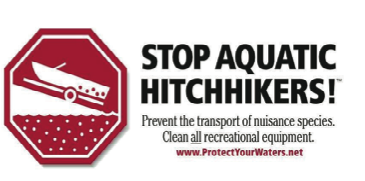 STOP AQUATIC
HITCHHIKERS!™
Prevent the transport of nuisance species.
Clean all recreational equipment.
www.ProtectYourWaters.net